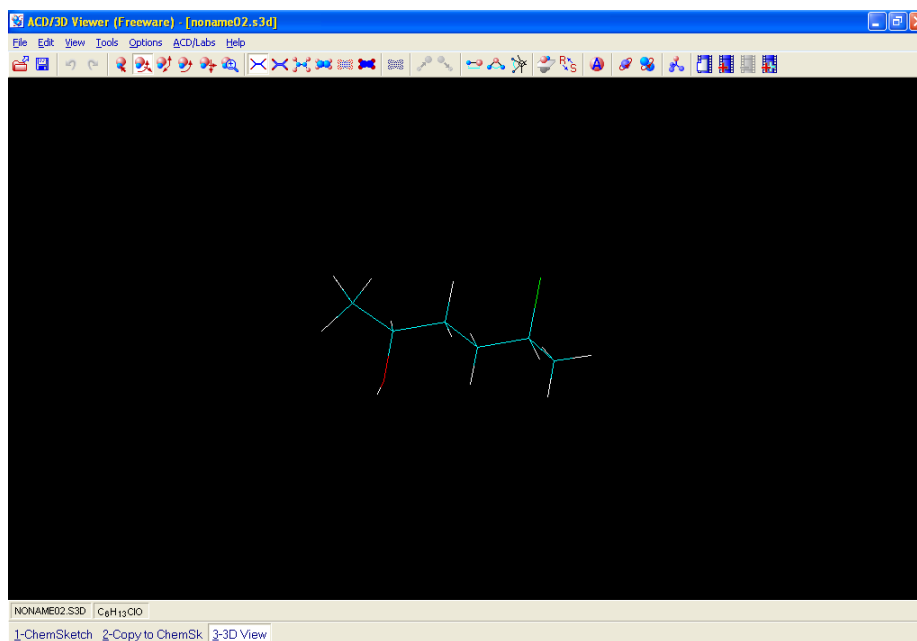 ACD/3D Viewer (Freeware) - [noname02.s3d]
File Edit View Tools Options ACD/Labs Help
NONAME02.S3D C6H13ClO
1-ChemSketch 2-Copy to ChemSk 3-3D View